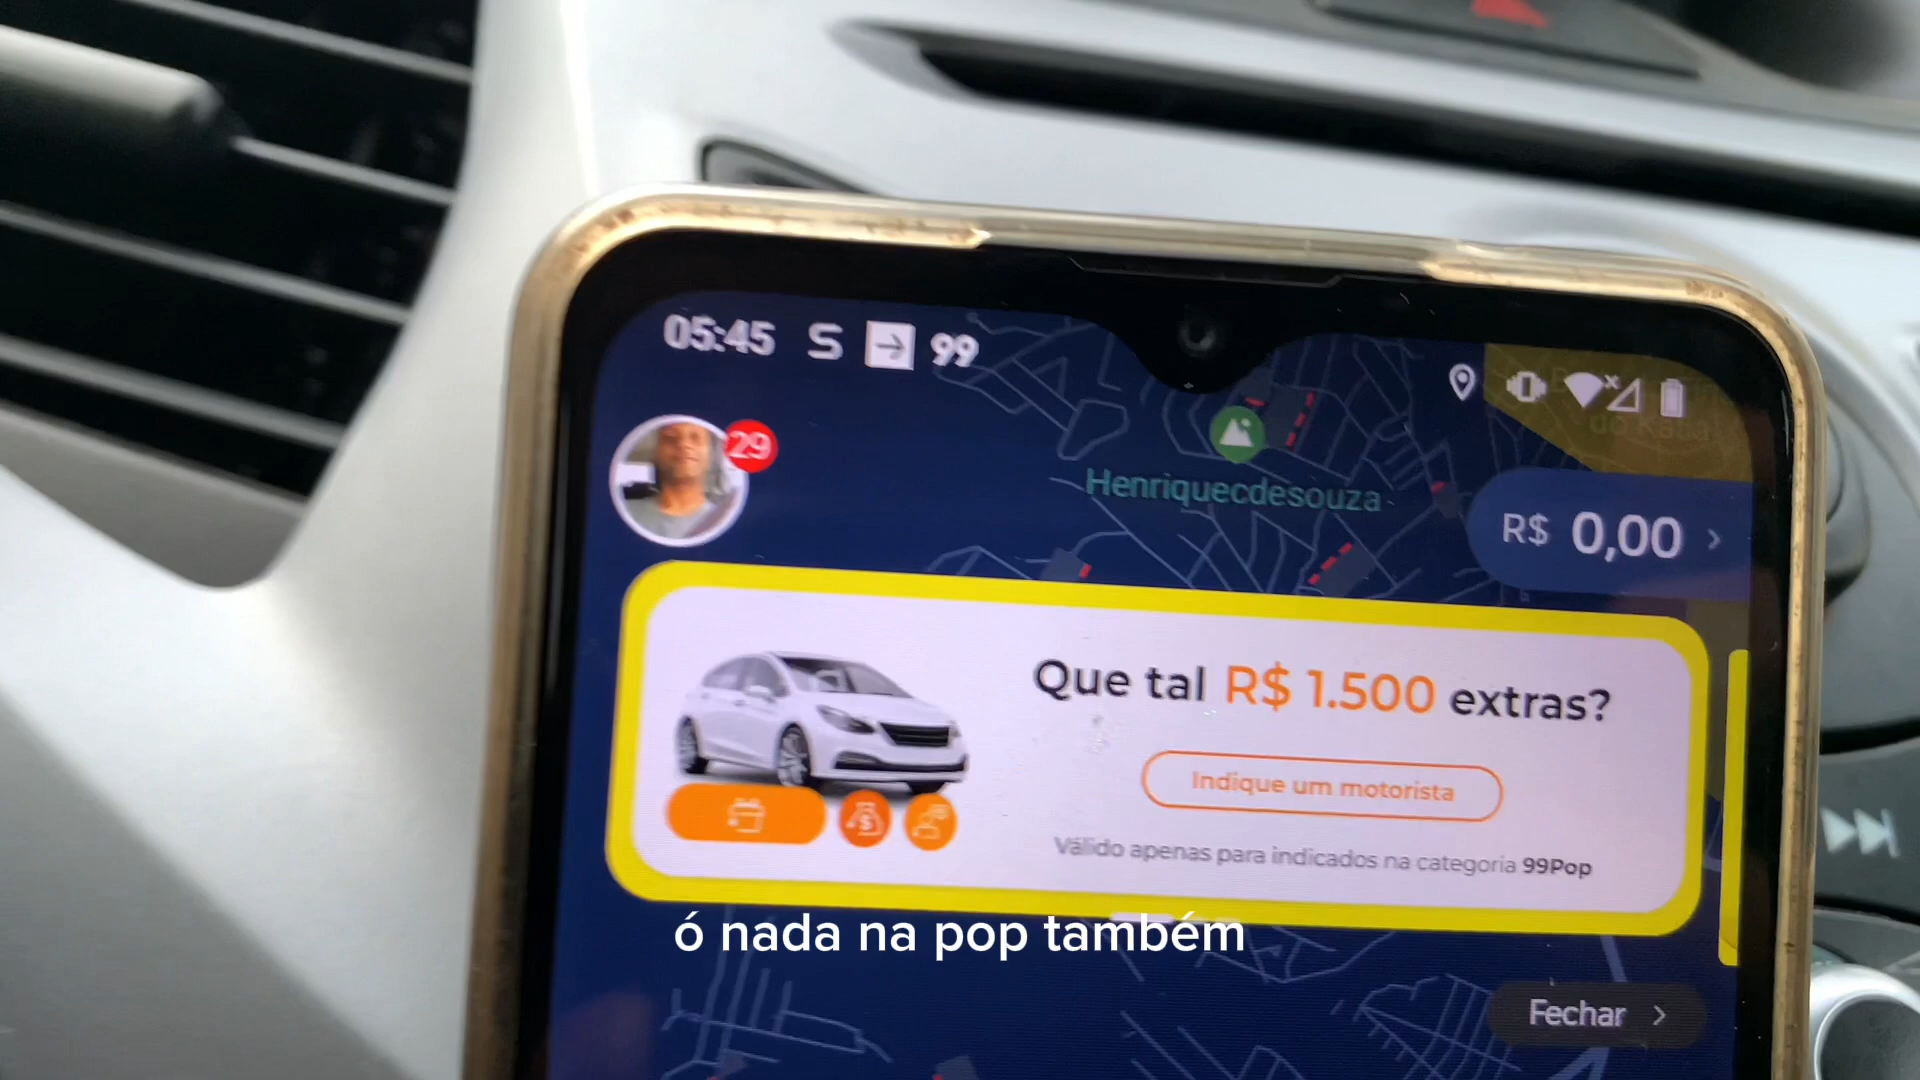 05:45 S 99
29
Henriquecdesouza
R$ 0,00
Que tal R$ 1.500 extras?
Indique um motorista
Válido apenas para indicados na categoria 99Pop
ó nada na pop também
Fechar